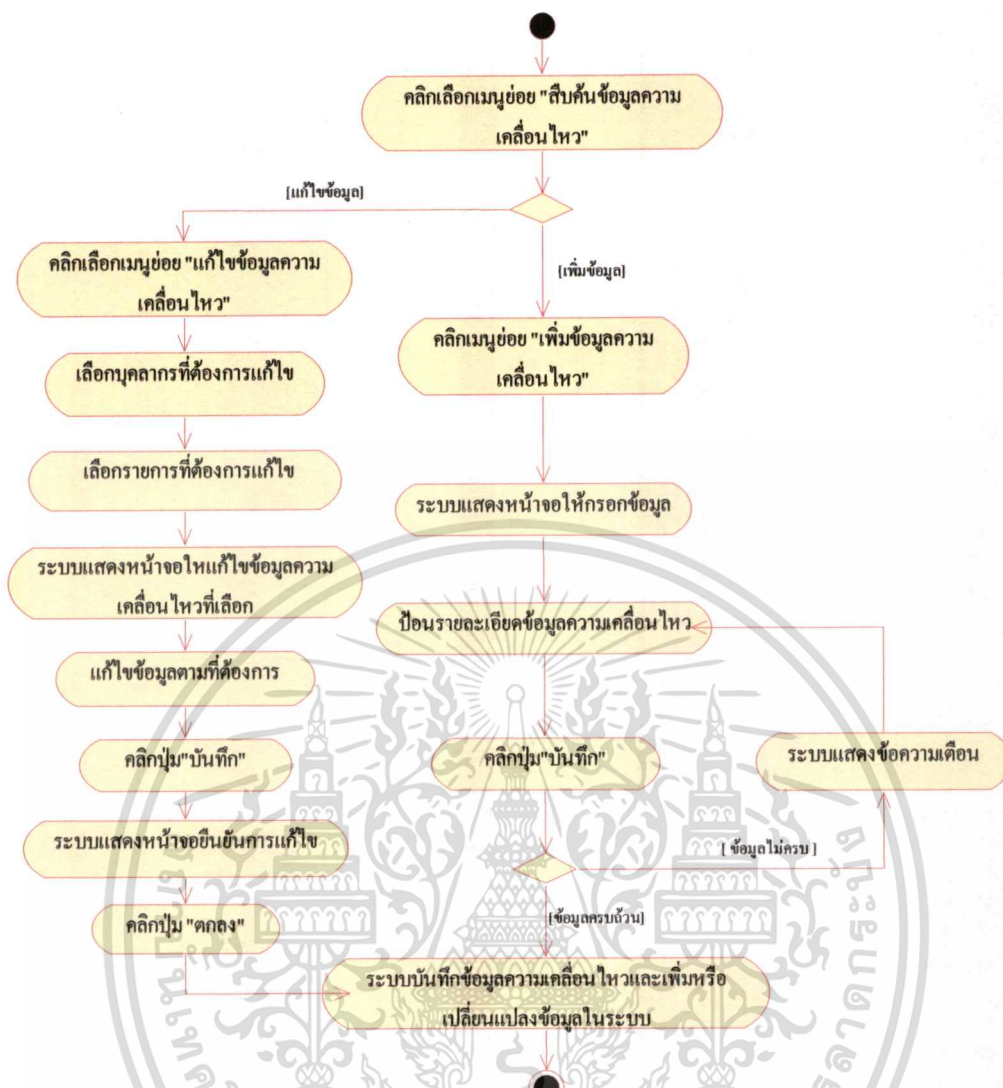 คลิกเลือกเมนูย่อย "สืบค้นข้อมูลความ
เคลื่อนไหว"
[แก้ไขข้อมูล]
คลิกเลือกเมนูย่อย "แก้ไขข้อมูลความ
เคลื่อนไหว"
เลือกบุคลากรที่ต้องการแก้ไข
เลือกรายการที่ต้องการแก้ไข
ระบบแสดงหน้าจอใหแก้ไขข้อมูลความ
เคลื่อนไหวที่เลือก
แก้ไขข้อมูลตามที่ต้องการ
คลิกปุ่ม"บันทึก"
ระบบแสดงหน้าจอยืนยันการแก้ไข
คลิกปุ่ม "ตกลง"
[เพิ่มข้อมูล]
คลิกเมนูย่อย "เพิ่มข้อมูลความ
เคลื่อนไหว"
ระบบแสดงหน้าจอให้กรอกข้อมูล
ป้อนรายละเอียดข้อมูลความเคลื่อนไหว
คลิกปุ่ม"บันทึก"
ระบบแสดงข้อความเตือน
[ ข้อมูลไม่ครบ ]
[ข้อมูลครบถ้วน]
ระบบบันทึกข้อมูลความเคลื่อนไหวและเพิ่มหรือ
เปลี่ยนแปลงข้อมูลในระบบ